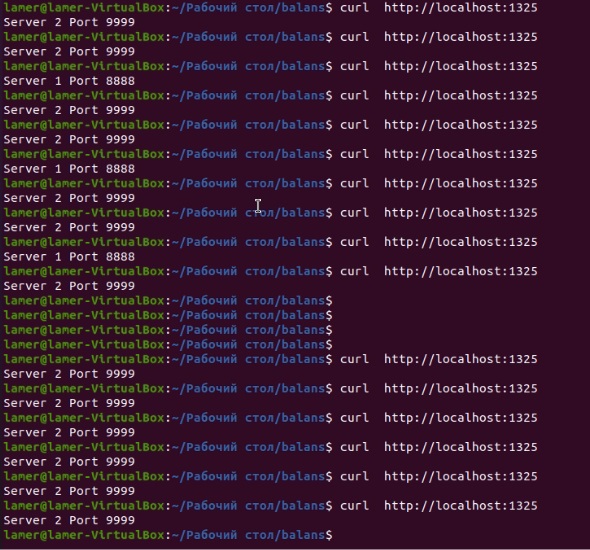 lamer@lamer-VirtualBox:~/Рабочий стол/balans$ curl  http://localhost:1325
Server 2 Port 9999
lamer@lamer-VirtualBox:~/Рабочий стол/balans$ curl  http://localhost:1325
Server 2 Port 9999
lamer@lamer-VirtualBox:~/Рабочий стол/balans$ curl  http://localhost:1325
Server 1 Port 8888
lamer@lamer-VirtualBox:~/Рабочий стол/balans$ curl  http://localhost:1325
Server 2 Port 9999
lamer@lamer-VirtualBox:~/Рабочий стол/balans$ curl  http://localhost:1325
Server 2 Port 9999
lamer@lamer-VirtualBox:~/Рабочий стол/balans$ curl  http://localhost:1325
Server 1 Port 8888
lamer@lamer-VirtualBox:~/Рабочий стол/balans$ curl  http://localhost:1325
Server 2 Port 9999
lamer@lamer-VirtualBox:~/Рабочий стол/balans$ curl  http://localhost:1325
Server 2 Port 9999
lamer@lamer-VirtualBox:~/Рабочий стол/balans$ curl  http://localhost:1325
Server 1 Port 8888
lamer@lamer-VirtualBox:~/Рабочий стол/balans$ curl  http://localhost:1325
Server 2 Port 9999
lamer@lamer-VirtualBox:~/Рабочий стол/balans$
lamer@lamer-VirtualBox:~/Рабочий стол/balans$
lamer@lamer-VirtualBox:~/Рабочий стол/balans$
lamer@lamer-VirtualBox:~/Рабочий стол/balans$
lamer@lamer-VirtualBox:~/Рабочий стол/balans$ curl  http://localhost:1325
Server 2 Port 9999
lamer@lamer-VirtualBox:~/Рабочий стол/balans$ curl  http://localhost:1325
Server 2 Port 9999
lamer@lamer-VirtualBox:~/Рабочий стол/balans$ curl  http://localhost:1325
Server 2 Port 9999
lamer@lamer-VirtualBox:~/Рабочий стол/balans$ curl  http://localhost:1325
Server 2 Port 9999
lamer@lamer-VirtualBox:~/Рабочий стол/balans$ curl  http://localhost:1325
Server 2 Port 9999
lamer@lamer-VirtualBox:~/Рабочий стол/balans$ curl  http://localhost:1325
Server 2 Port 9999
lamer@lamer-VirtualBox:~/Рабочий стол/balans$